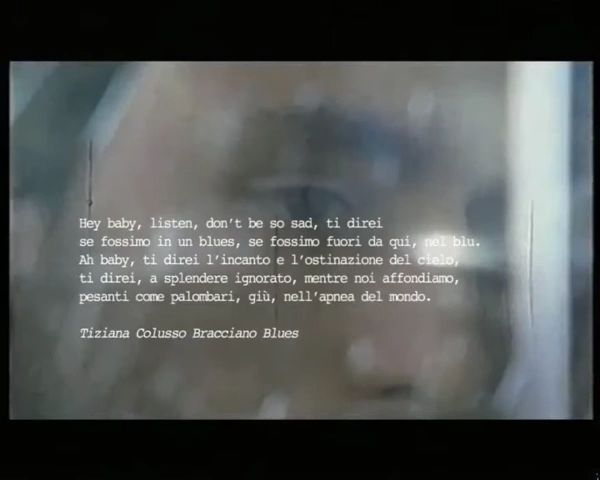 Hey baby, listen, don't be so sad, ti direi
se fossimo in un blues, se fossimo fuori da qui, nel blu.
Ah baby, ti direi l'incanto e l'ostinazione del cielo,
ti direi, a splendere ignorato, mentre noi affondiamo,
pesanti come palombari, giù, nell'apnea del mondo.
Tiziana Colusso Bracciano Blues